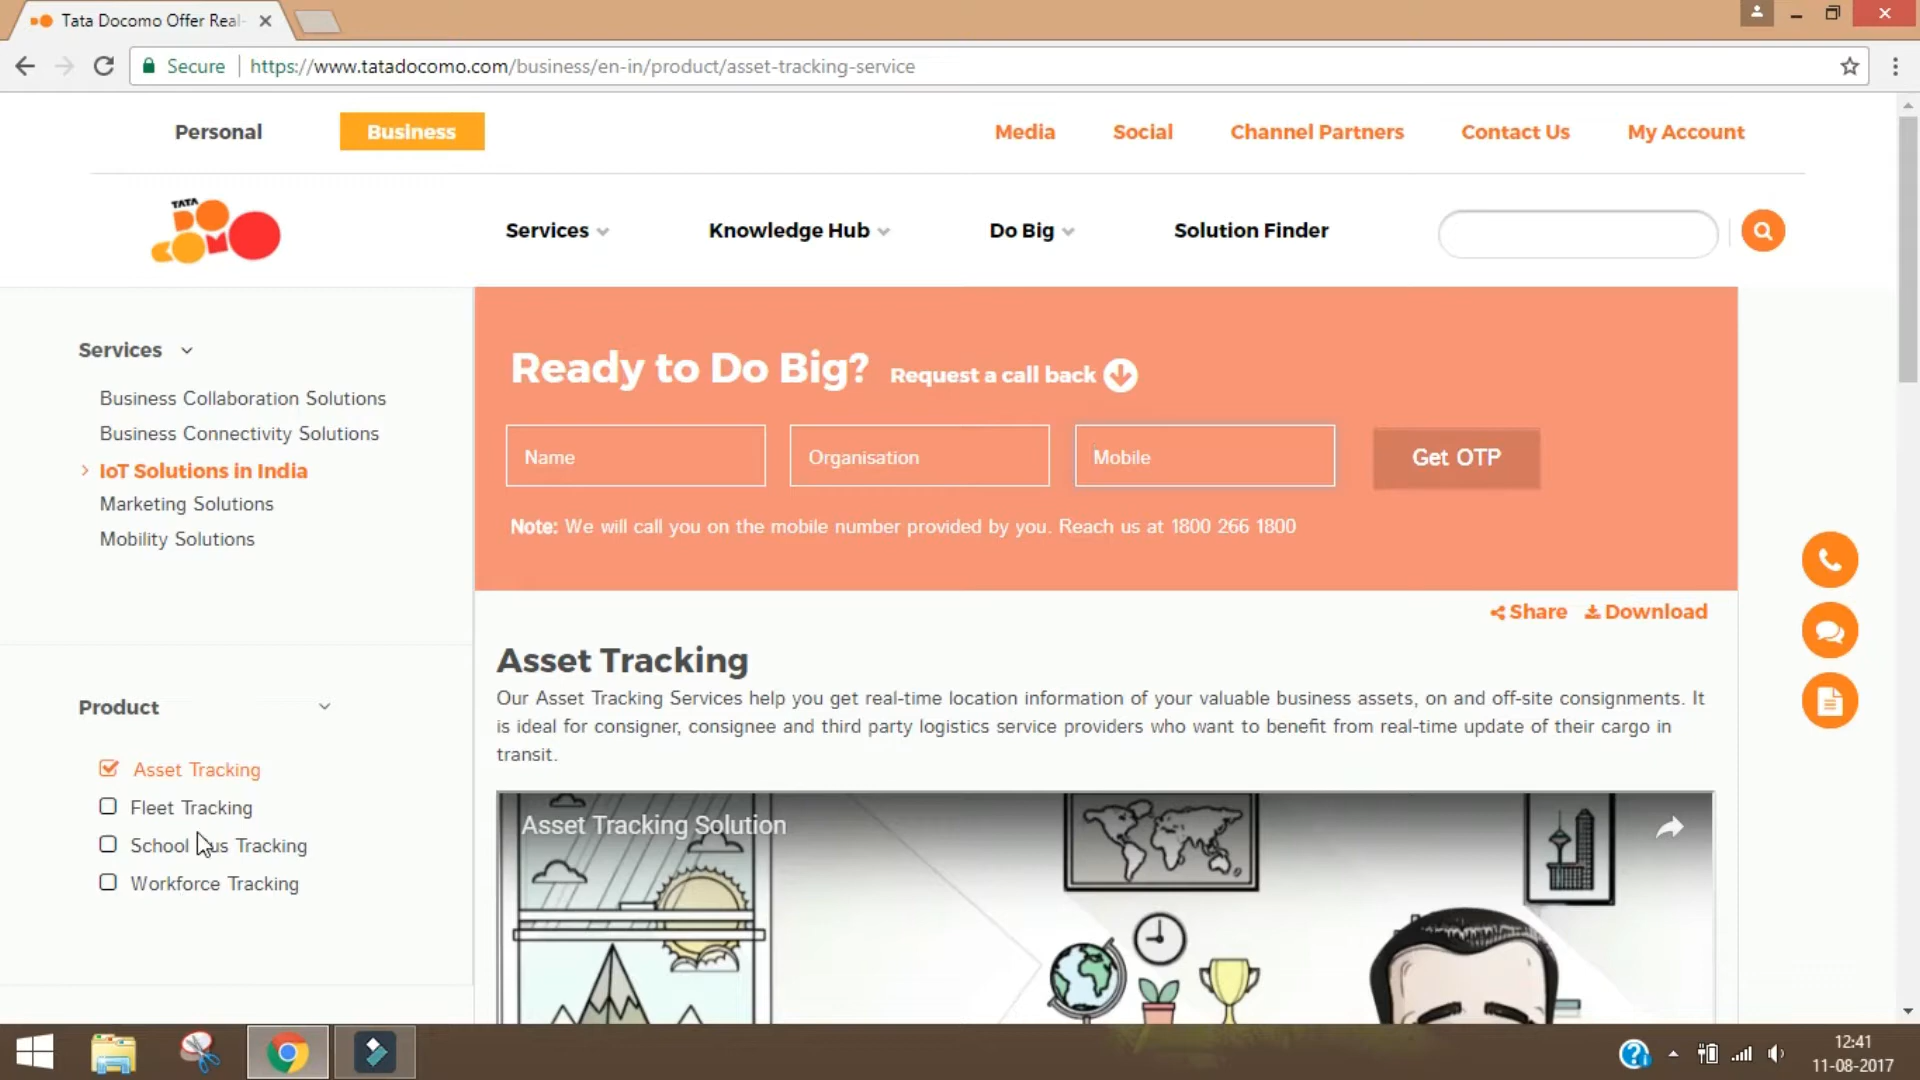 Tata Docomo Offer Real-
Secure
https://www.tatadocomo.com/business/en-in/product/asset-tracking-service
Personal
Business
Media
Social
Channel Partners
Contact Us
My Account
TATA
DOCOMO
Services
Knowledge Hub
Do Big
Solution Finder
Services
Business Collaboration Solutions
Business Connectivity Solutions
IoT Solutions in India
Marketing Solutions
Mobility Solutions
Ready to Do Big? Request a call back
Name
Organisation
Mobile
Get OTP
Note: We will call you on the mobile number provided by you. Reach us at 1800 266 1800
Share
Download
Asset Tracking
Our Asset Tracking Services help you get real-time location information of your valuable business assets, on and off-site consignments. It
is ideal for consigner, consignee and third party logistics service providers who want to benefit from real-time update of their cargo in
transit.
Product
Asset Tracking
Fleet Tracking
School Bus Tracking
Workforce Tracking
Asset Tracking Solution
12:41
11-08-2017